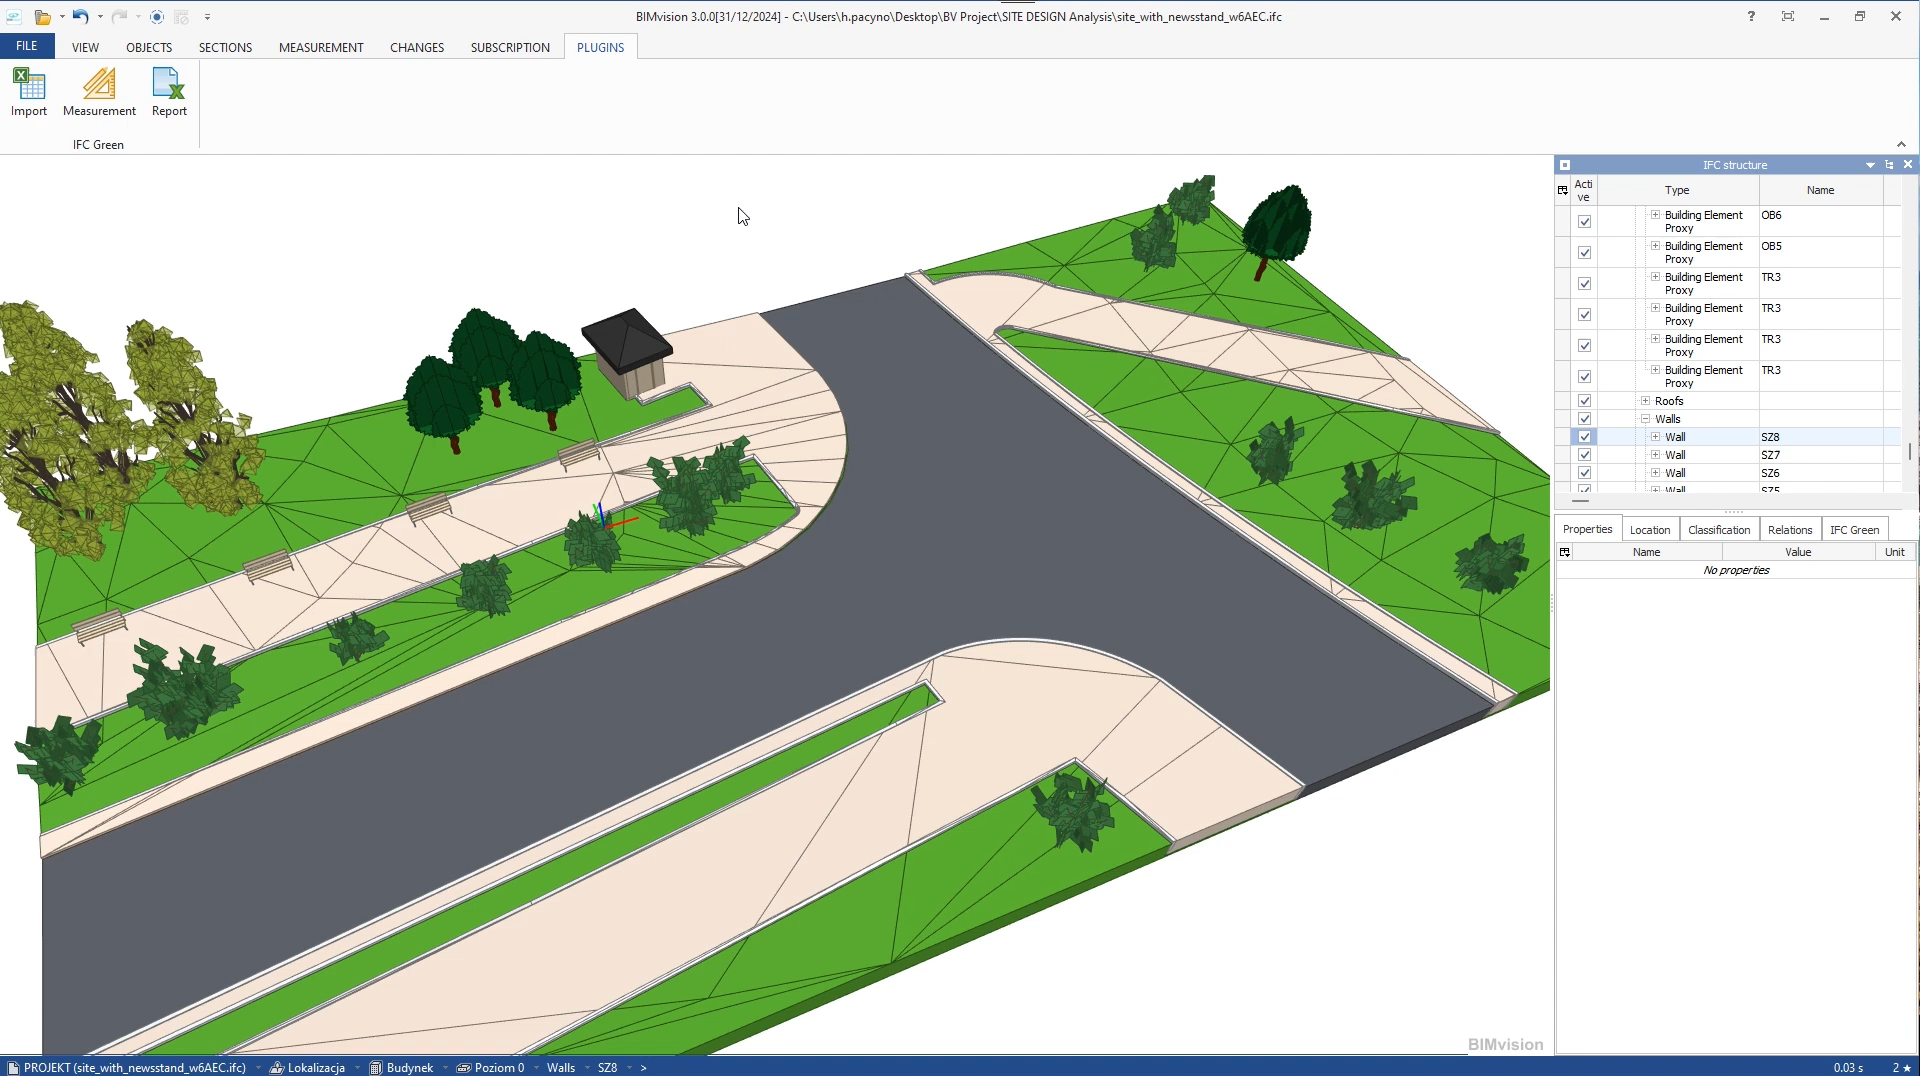 BIMvision 3.0.0[31/12/2024] - C:\Users\h.pacyno\Desktop\BV Project\SITE DESIGN Analysis\site_with_newsstand_w6AEC.ifc
?
FILE VIEW OBJECTS SECTIONS MEASUREMENT CHANGES SUBSCRIPTION PLUGINS
Import Measurement Report
IFC Green
IFC structure
Acti
ve
Type Name
Building Element
Proxy
OB6
Building Element
Proxy
OB5
Building Element
Proxy
TR3
Building Element
Proxy
TR3
Building Element
Proxy
TR3
Building Element
Proxy
TR3
Roofs
Walls
Wall SZ8
Wall SZ7
Wall SZ6
Wall SZ5
Properties Location Classification Relations IFC Green
Name Value Unit
No properties
BIMvision
PROJEKT (site_with_newsstand_w6AEC.ifc) Lokalizacja Budynek Poziom 0 Walls SZ8 >
0.03 s 2 ★